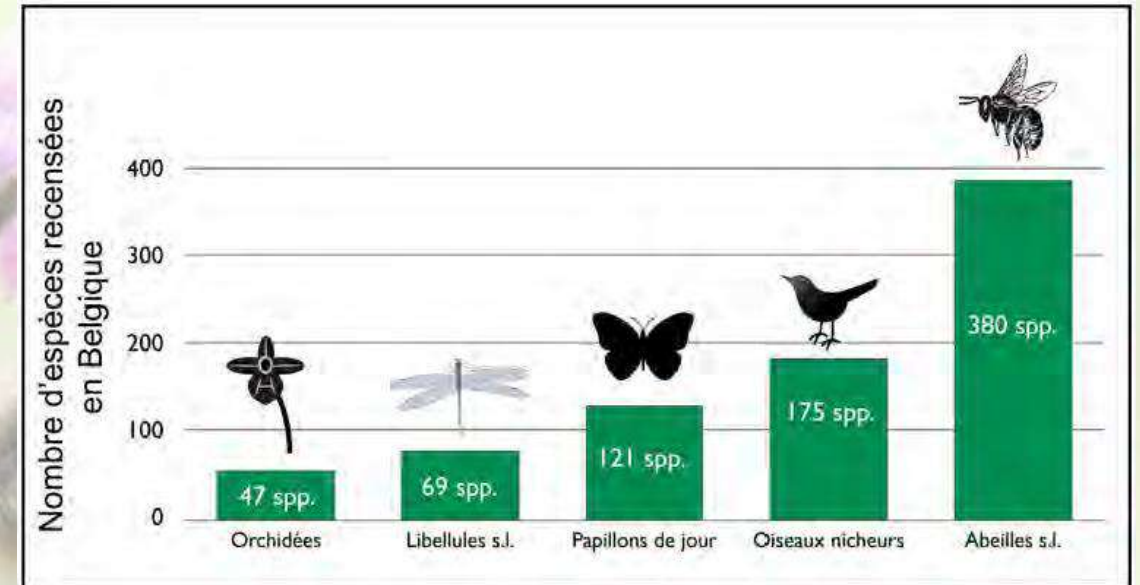 Nombre d'espèces recensées
en Belgique
400
300
200
100
0
47 spp.
69 spp.
121 spp.
175 spp.
380 spp.
Orchidées
Libellules s.l.
Papillons de jour
Oiseaux nicheurs
Abeilles s.l.